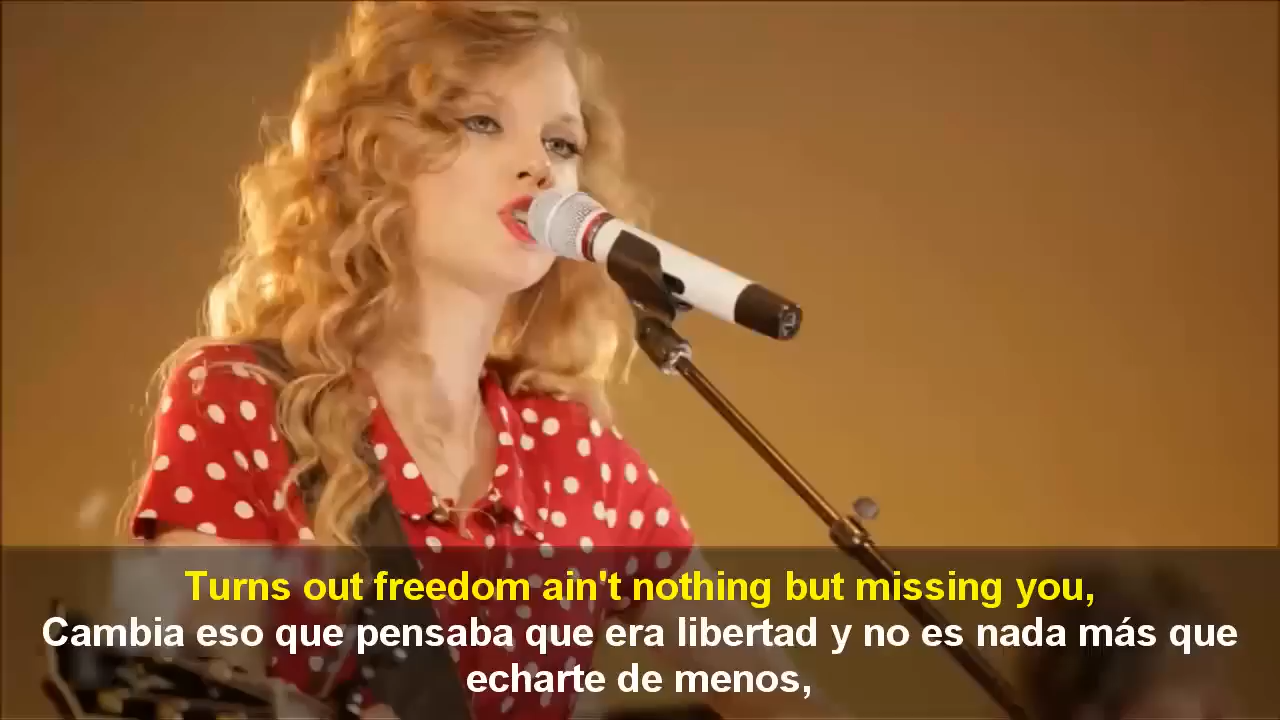 Turns out freedom ain't nothing but missing you,
Cambia eso que pensaba que era libertad y no es nada más que
echarte de menos,